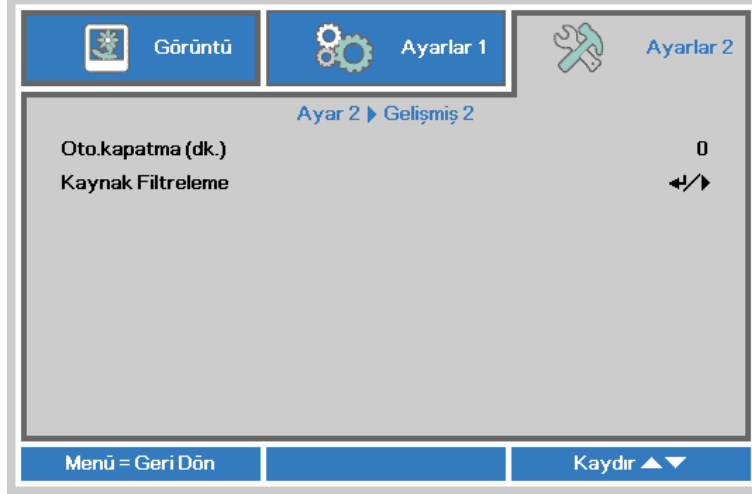 Görüntü Ayarlar 1 Ayarlar 2
Ayar 2 ▶ Gelişmiş 2
Oto.kapatma (dk.) 0
Kaynak Filtreleme ↵/▶
Menü = Geri Dön Kaydır ▲▼